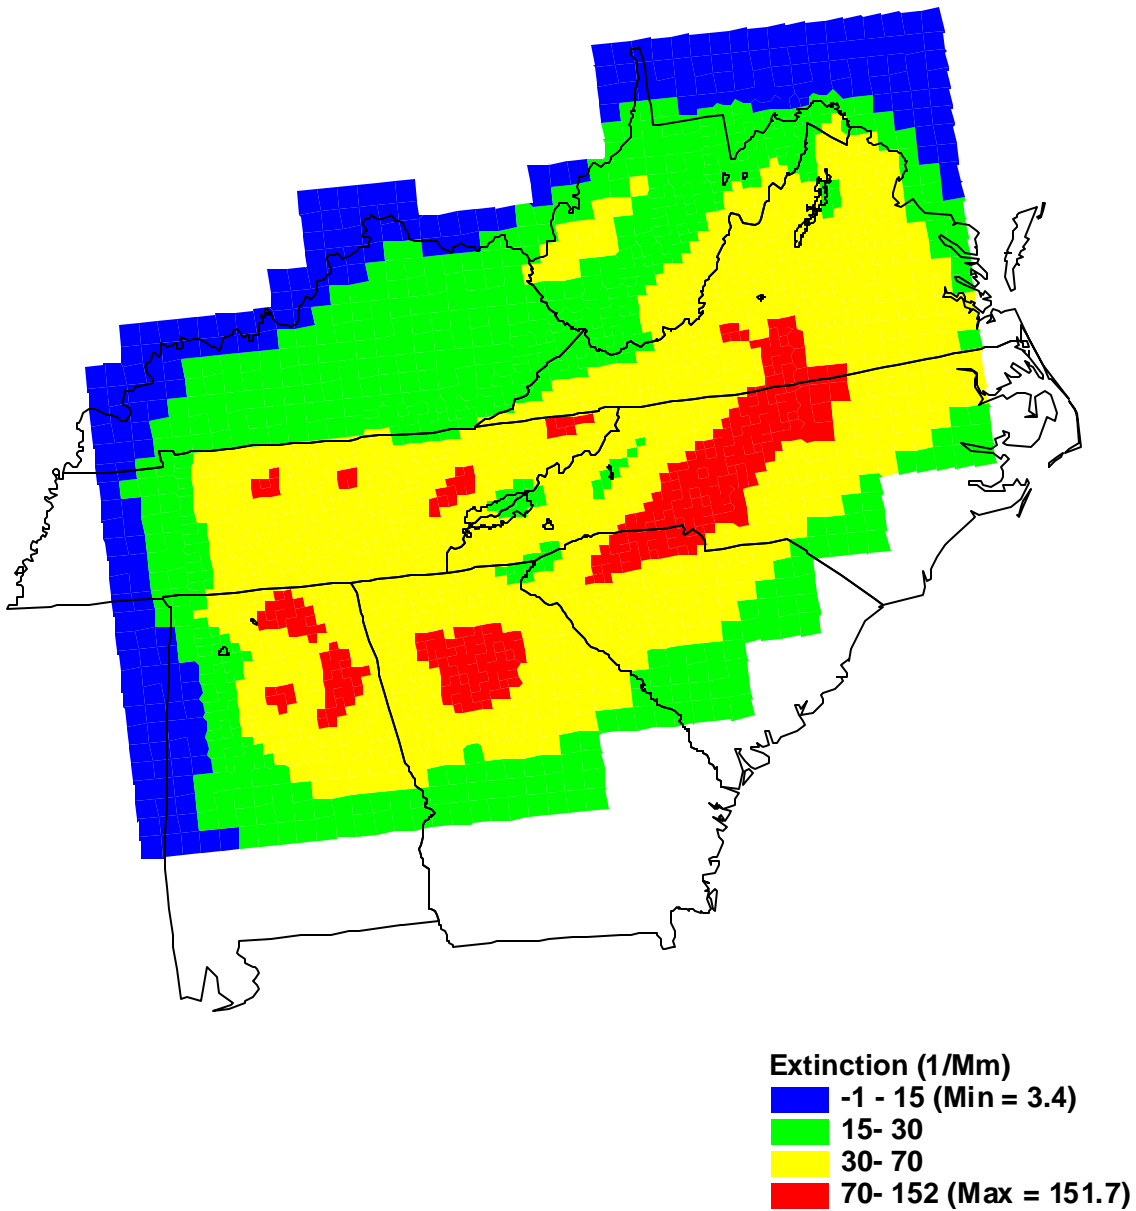 Extinction (1/Mm)
-1 - 15 (Min = 3.4)
15- 30
30- 70
70- 152 (Max = 151.7)